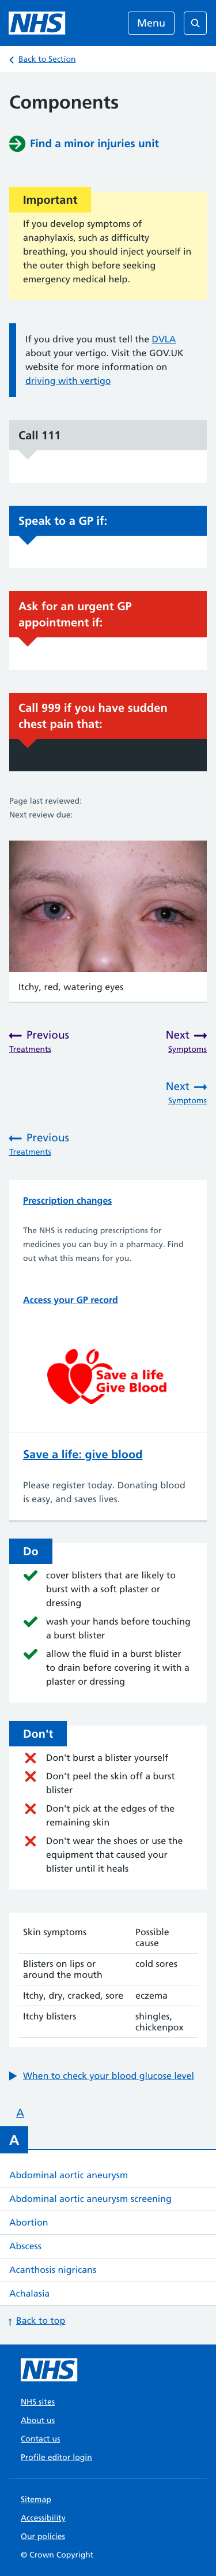 NHS
Menu
Back to Section
Components
Find a minor injuries unit
Important
If you develop symptoms of
anaphylaxis, such as difficulty
breathing, you should inject yourself in
the outer thigh before seeking
emergency medical help.
If you drive you must tell the DVLA
about your vertigo. Visit the GOV.UK
website for more information on
driving with vertigo
Call 111
Speak to a GP if:
Ask for an urgent GP
appointment if:
Call 999 if you have sudden
chest pain that:
Page last reviewed:
Next review due:
Itchy, red, watering eyes
Previous
Treatments
Next
Symptoms
Next
Symptoms
Previous
Treatments
Prescription changes
The NHS is reducing prescriptions for
medicines you can buy in a pharmacy. Find
out what this means for you.
Access your GP record
Save a life
Give Blood
Save a life: give blood
Please register today. Donating blood
is easy, and saves lives.
Do
cover blisters that are likely to
burst with a soft plaster or
dressing
wash your hands before touching
a burst blister
allow the fluid in a burst blister
to drain before covering it with a
plaster or dressing
Don't
Don't burst a blister yourself
Don't peel the skin off a burst
blister
Don't pick at the edges of the
remaining skin
Don't wear the shoes or use the
equipment that caused your
blister until it heals
Skin symptoms Possible
cause
Blisters on lips or
around the mouth cold sores
Itchy, dry, cracked, sore eczema
Itchy blisters shingles,
chickenpox
When to check your blood glucose level
A
A
Abdominal aortic aneurysm
Abdominal aortic aneurysm screening
Abortion
Abscess
Acanthosis nigricans
Achalasia
Back to top
NHS
NHS sites
About us
Contact us
Profile editor login
Sitemap
Accessibility
Our policies
© Crown Copyright